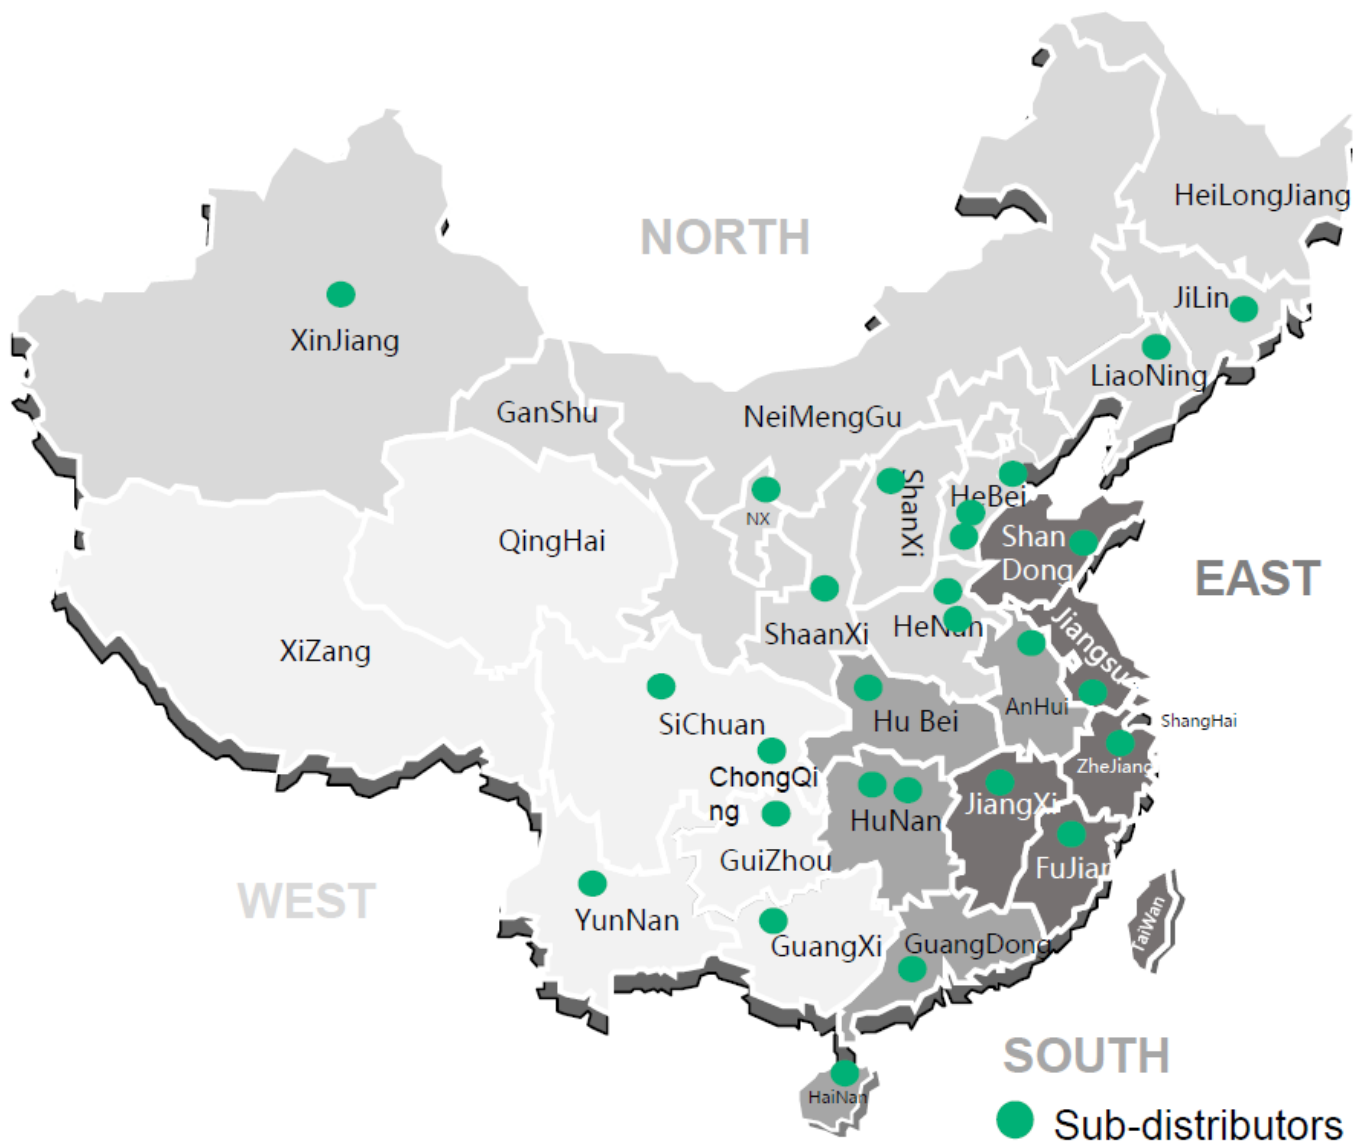 HeiLongJiang
NORTH
JiLin
XinJiang
LiaoNing
GanShu
NeiMengGu
ShanXi
HeBei
NX
QingHai
Shan
Dong
EAST
ShaanXi
HeNan
Jiangsu
XiZang
SiChuan
Hu Bei
AnHui
ShangHai
ChongQi
ng
ZheJiang
JiangXi
HuNan
GuiZhou
FuJian
WEST
YunNan
GuangXi
GuangDong
TaiWan
SOUTH
HaiNan
Sub-distributors